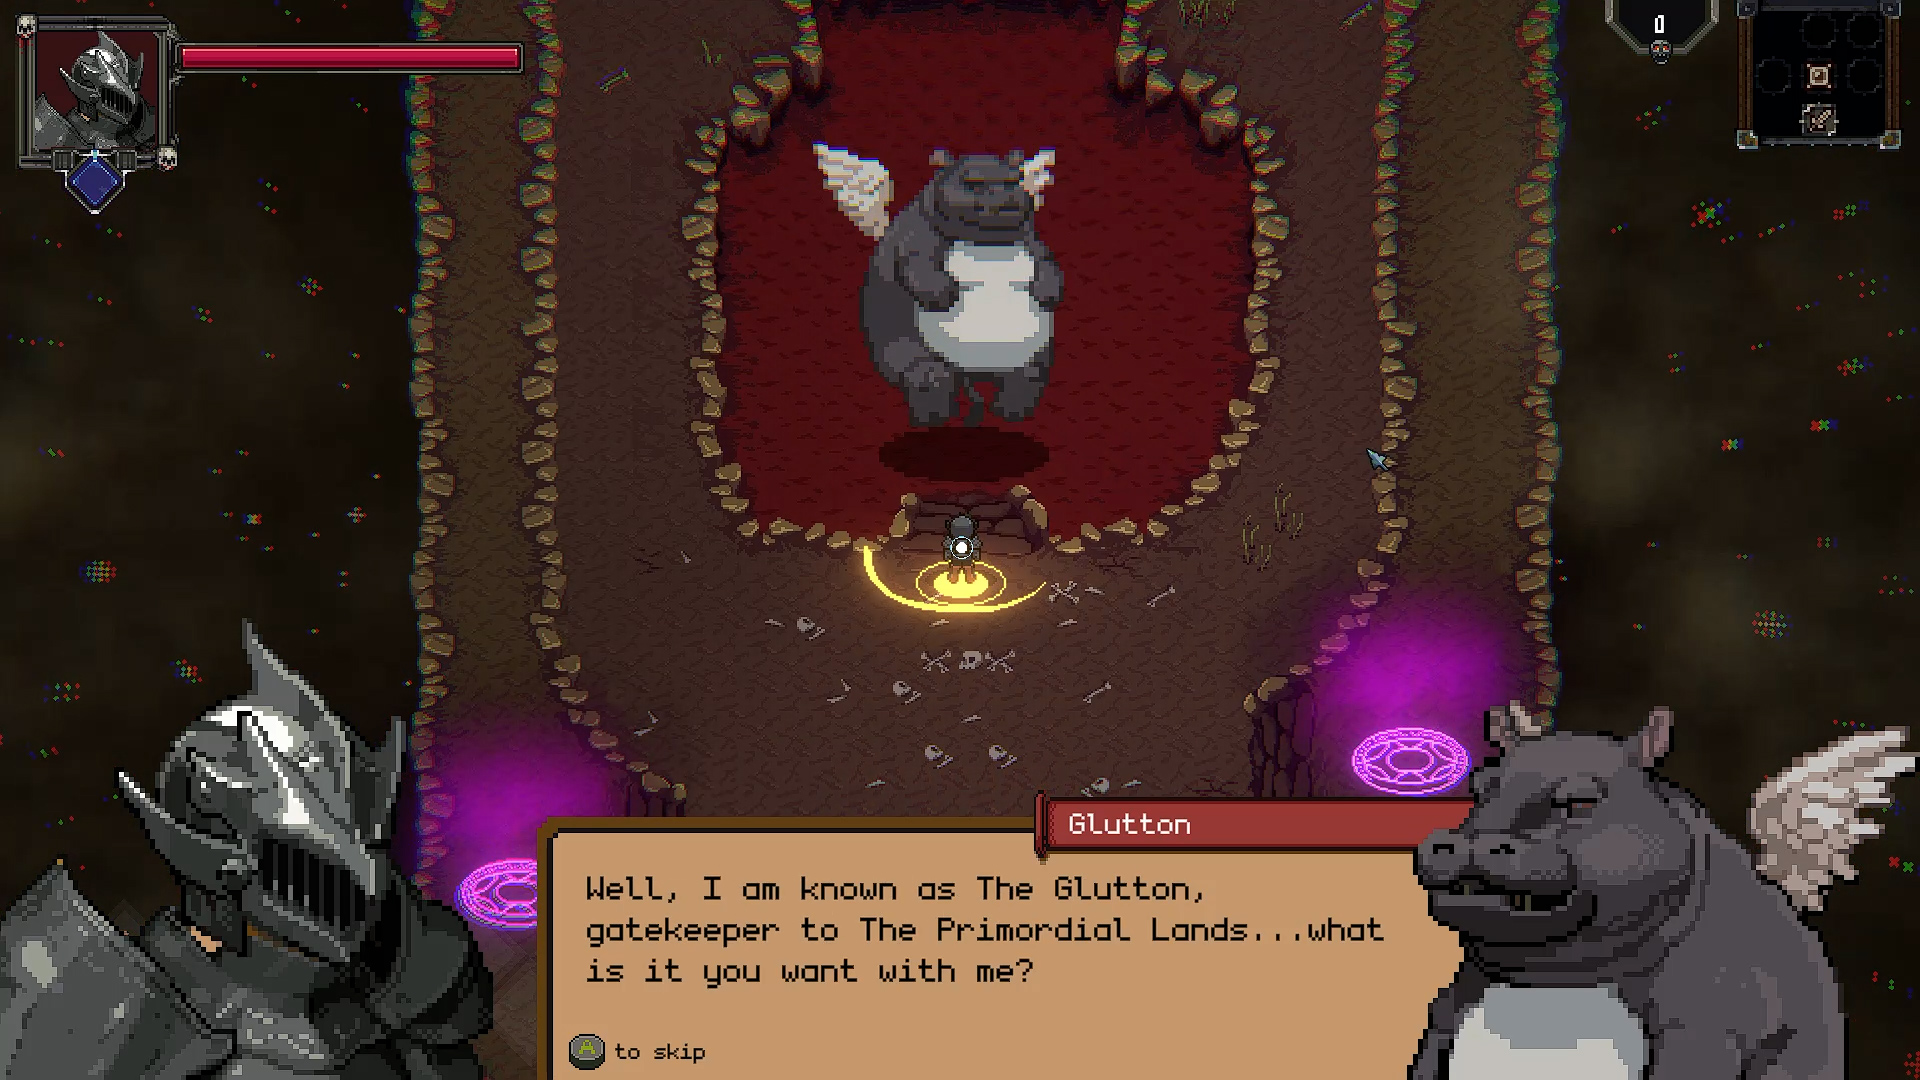 0
Glutton
Well, I am known as The Glutton,
gatekeeper to The Primordial Lands...what
is it you want with me?
A to skip